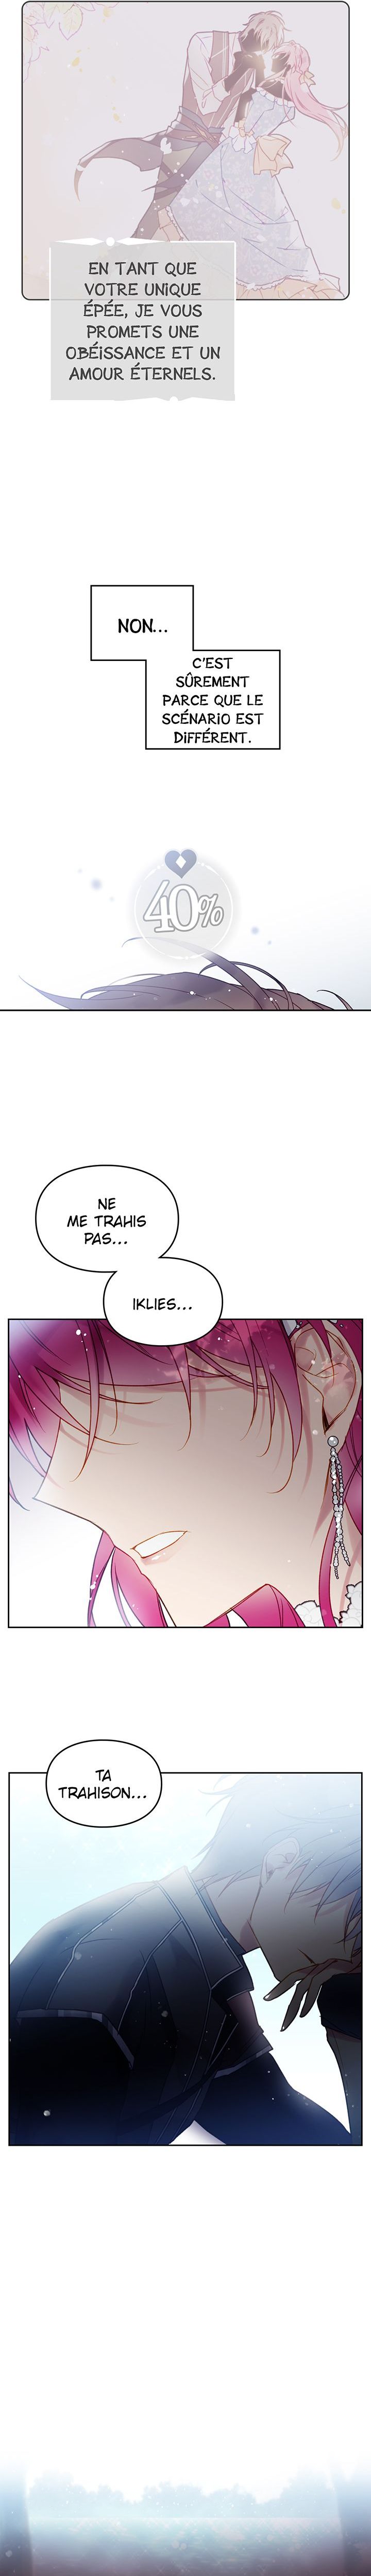 EN TANT QUE
VOTRE UNIQUE
ÉPÉE, JE VOUS
PROMETS UNE
OBÉISSANCE ET UN
AMOUR ÉTERNELS.
NON...
C'EST
SÛREMENT
PARCE QUE LE
SCÉNARIO EST
DIFFÉRENT.
40%
NE
ME TRAHIS
PAS...
IKLIES...
TA
TRAHISON...